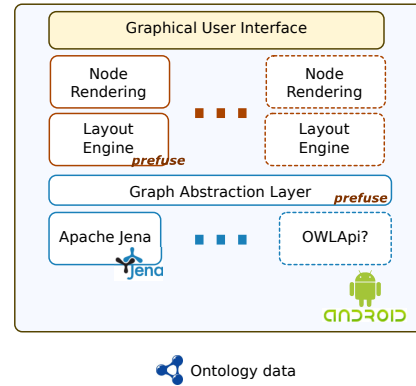 Graphical User Interface
Node
Rendering
Node
Rendering
Layout
Engine
prefuse
Layout
Engine
Graph Abstraction Layer
prefuse
Apache Jena
Jena
OWLApi?
ANDROID
Ontology data